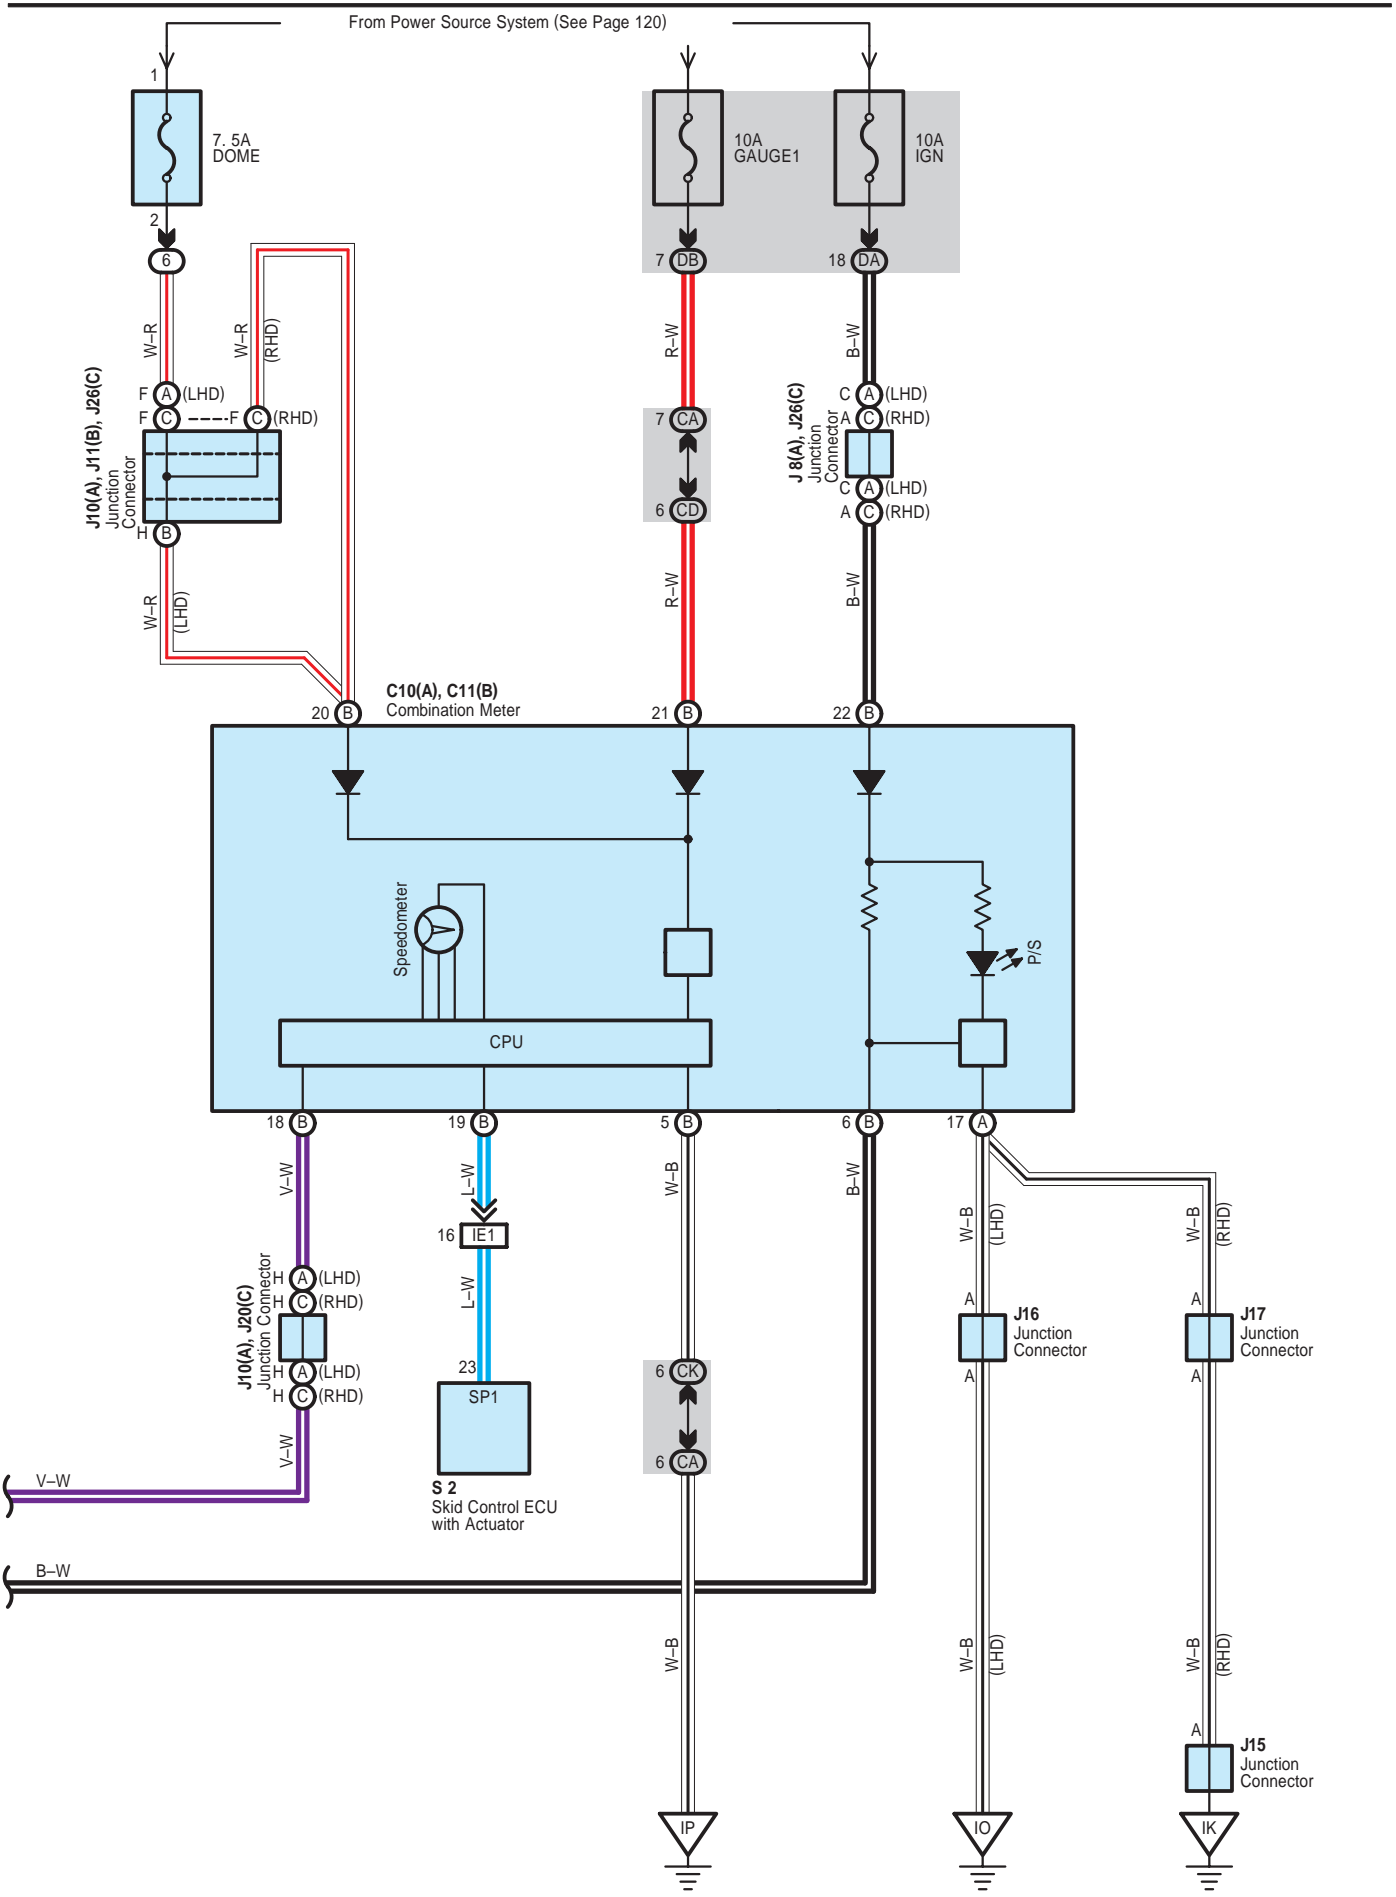 From Power Source System (See Page 120)
1
7. 5A
DOME
10A
GAUGE1
10A
IGN
2
6
7 DB
18 DA
W–R
W–R
(RHD)
R–W
B–W
F A (LHD)
F C F C (RHD)
J10(A), J11(B), J26(C)
Junction
Connector
H B
7 CA
6 CD
C A (LHD)
A C (RHD)
J 8(A), J26(C)
Junction
Connector
C A (LHD)
A C (RHD)
W–R
(LHD)
R–W
B–W
C10(A), C11(B)
Combination Meter
20 B
21 B
22 B
Speedometer
P/S
CPU
18 B
19 B
5 B
6 B
17 A
V–W
L–W
W–B
B–W
W–B
(LHD)
W–B
(RHD)
16 IE1
H A (LHD)
H C (RHD)
J10(A), J20(C)
Junction Connector
H A (LHD)
H C (RHD)
L–W
A
J16
Junction
Connector
A
A
J17
Junction
Connector
A
23
SP1
6 CK
6 CA
V–W
V–W
S 2
Skid Control ECU
with Actuator
B–W
W–B
W–B
(LHD)
W–B
(RHD)
A
J15
Junction
Connector
IP
IO
IK